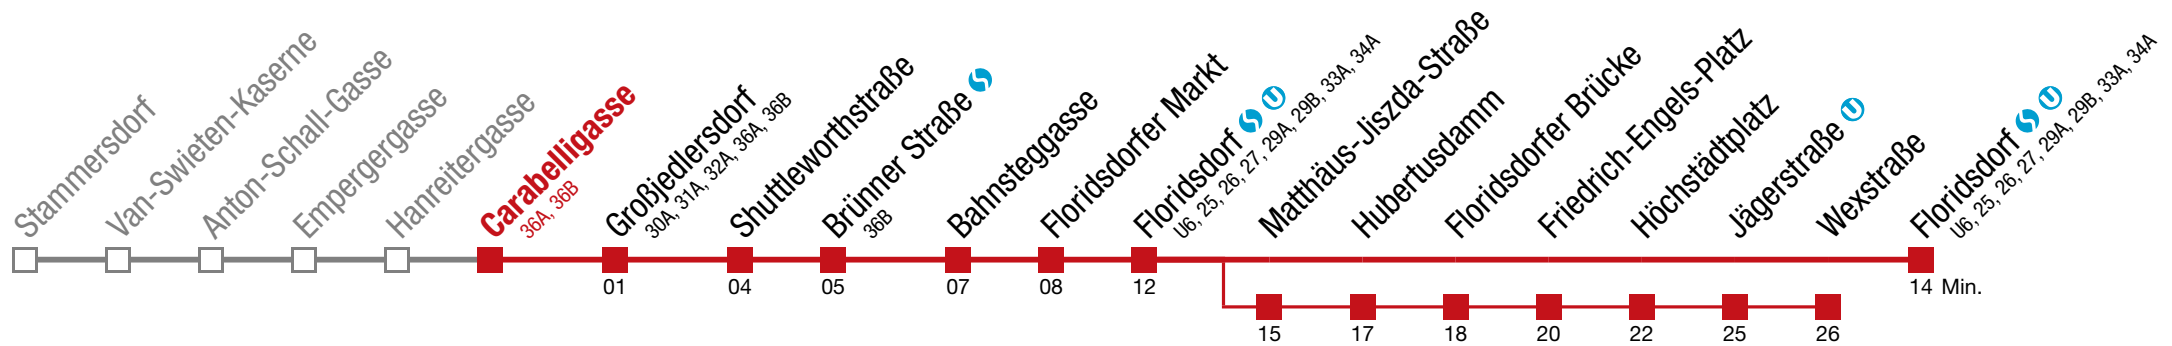 Stammersdorf
Van-Swieten-Kaserne
Anton-Schall-Gasse
Empergergasse
Hanreitergasse
Carabelligasse
36A, 36B
Großjedlersdorf
30A, 31A, 32A, 36A, 36B
Shuttleworthstraße
Brünner Straße S
36B
Bahnsteggasse
Floridsdorfer Markt
Floridsdorf S U
U6, 25, 26, 27, 29A, 29B, 33A, 34A
Matthäus-Jiszda-Straße
Hubertusdamm
Floridsdorfer Brücke
Friedrich-Engels-Platz
Höchstädtplatz
Jägerstraße U
Wexstraße
Floridsdorf S U
U6, 25, 26, 27, 29A, 29B, 33A, 34A
01 04 05 07 08 12 14 Min.
15 17 18 20 22 25 26